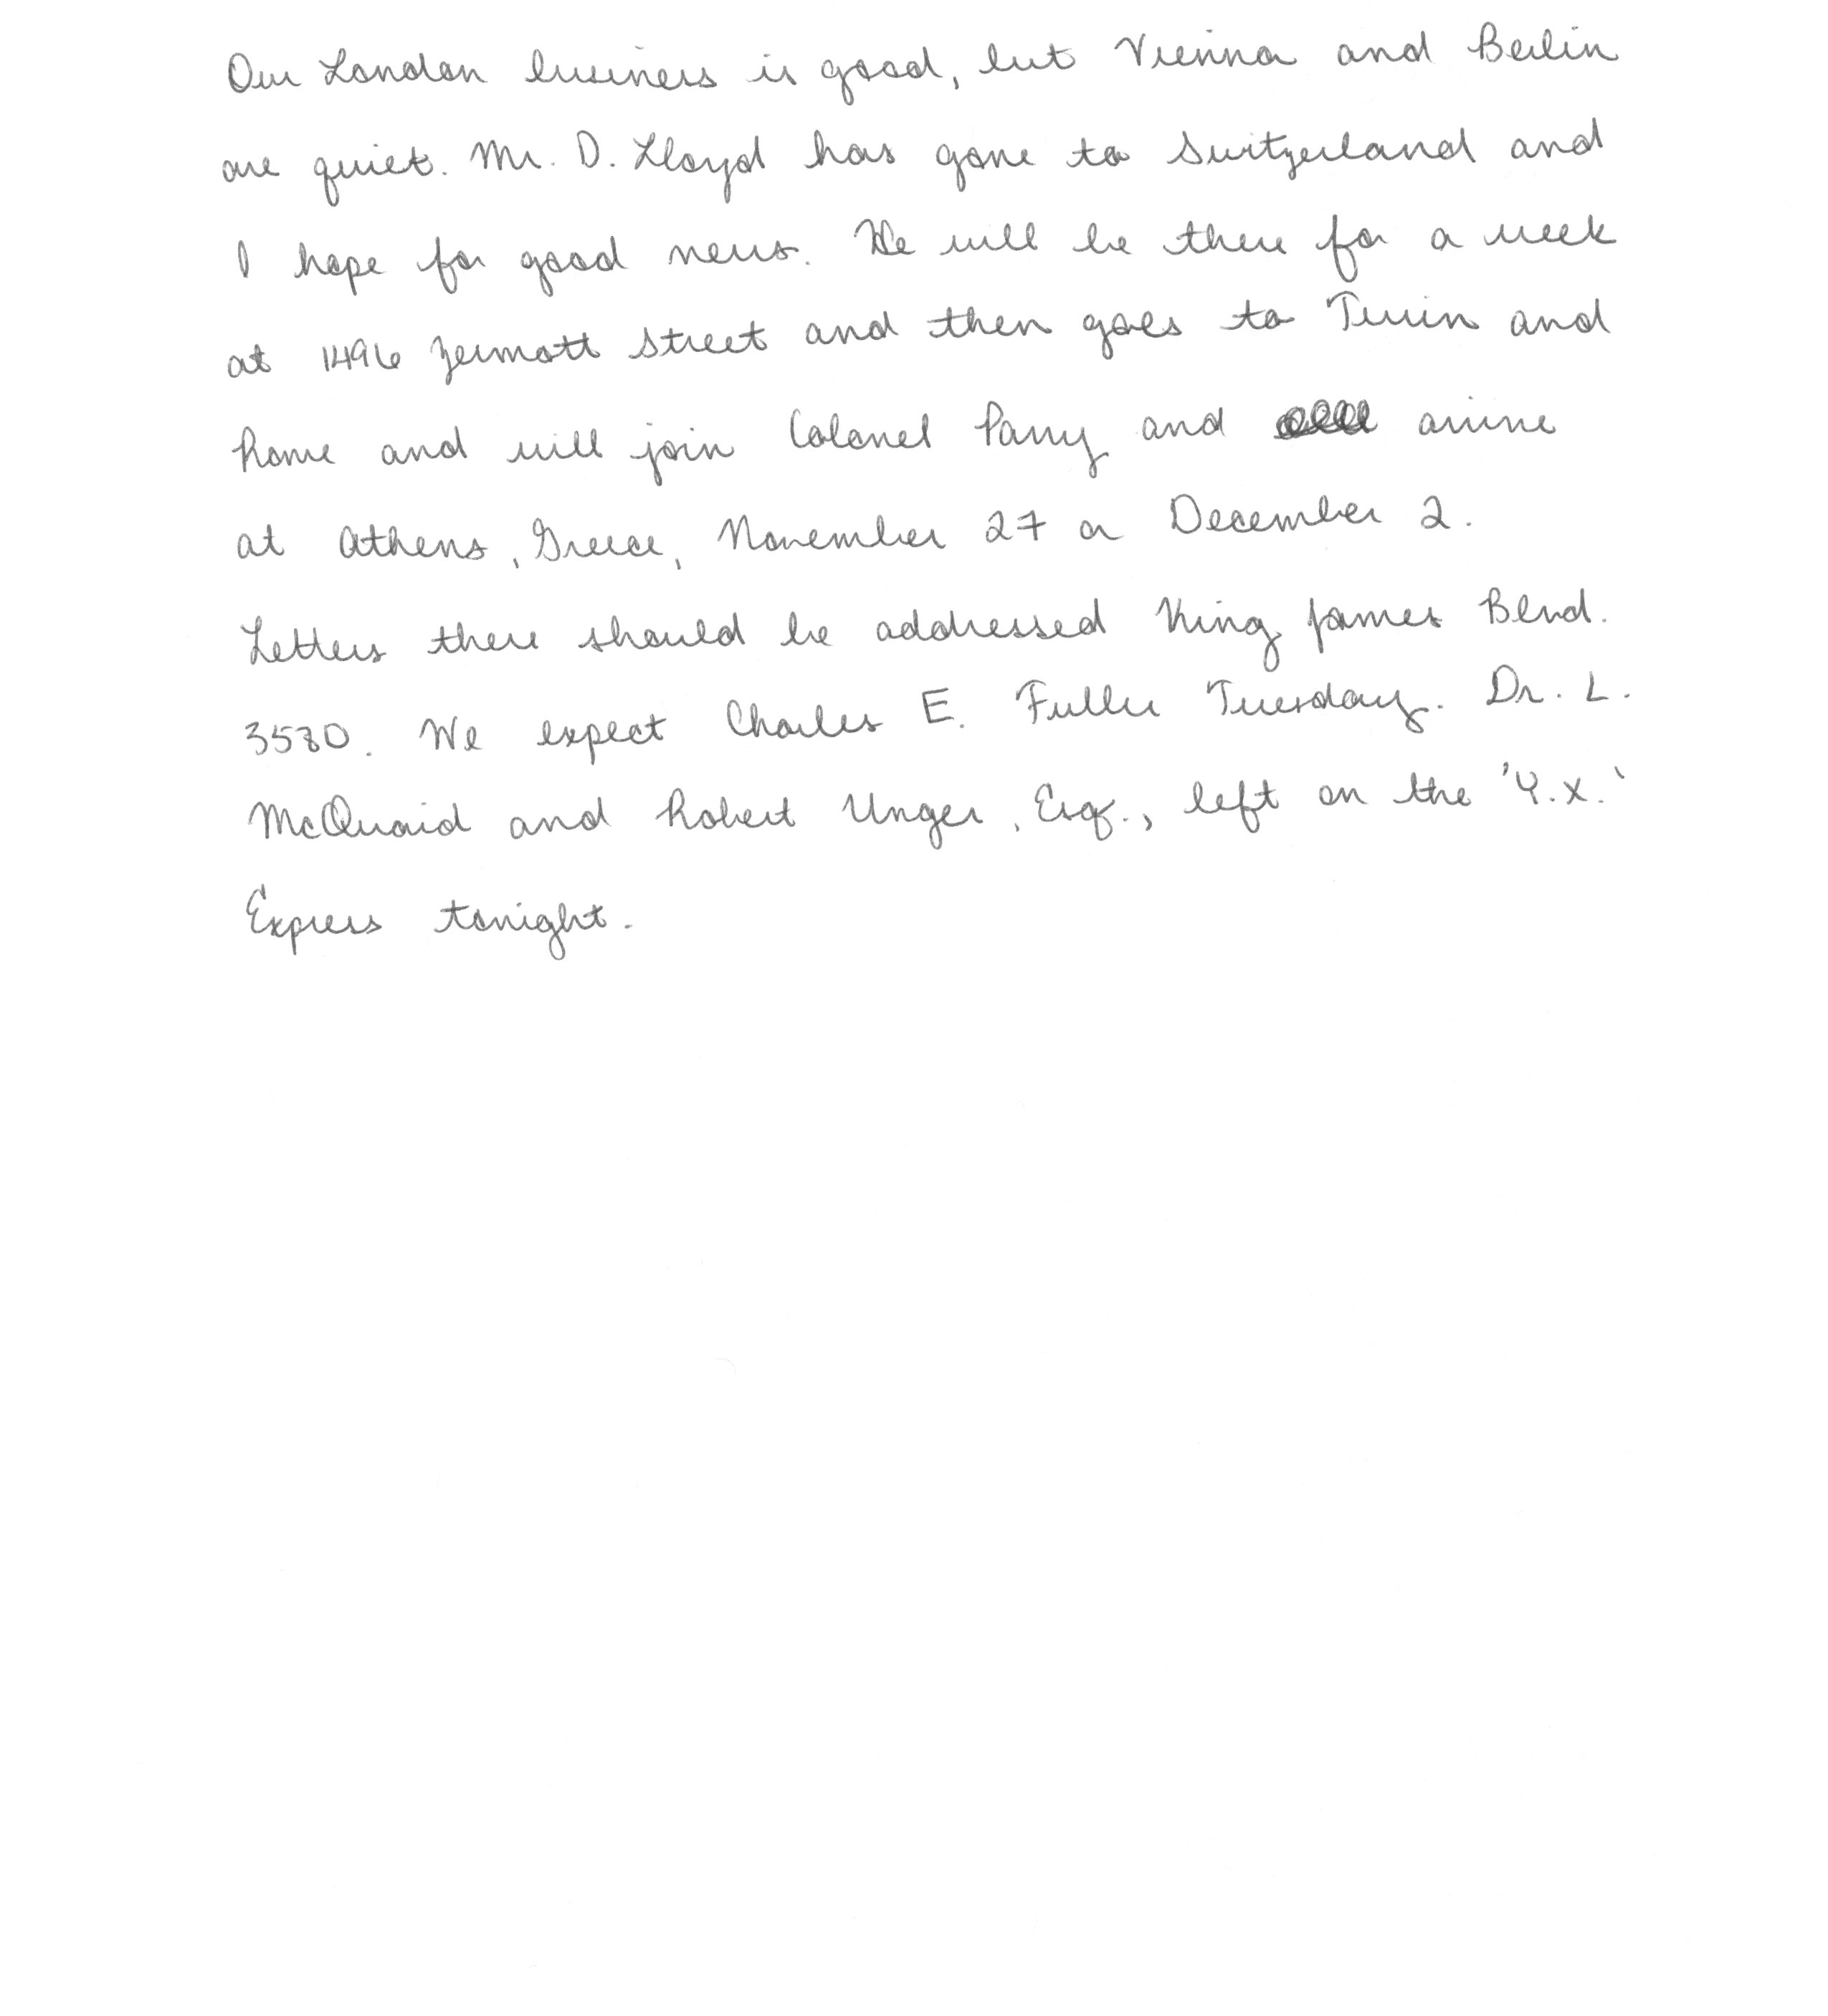 Our London business is good, but Vienna and Berlin
are quiet. Mr. D. Lloyd has gone to Switzerland and
I hope for good news. He will be there for a week
at 1496 Zermott Street and then goes to Turin and
Rome and will join Colonel Parry and arrive
at Athens, Greece, November 27 or December 2.
Letters there should be addressed King James Blvd.
3580. We expect Charles E. Fuller Tuesday. Dr. L.
McQuaid and Robert Unger, Esq., left on the 'Y.X.'
Express tonight.